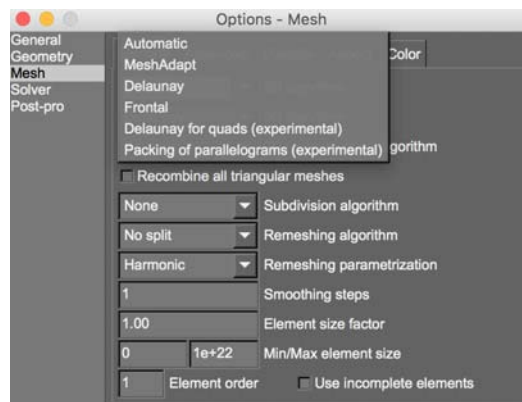 Options - Mesh
General
Geometry
Mesh
Solver
Post-pro
Color
Automatic
MeshAdapt
Delaunay
Frontal
Delaunay for quads (experimental)
Packing of parallelograms (experimental)
gorithm
Recombine all triangular meshes
None Subdivision algorithm
No split Remeshing algorithm
Harmonic Remeshing parametrization
1 Smoothing steps
1.00 Element size factor
0 1e+22 Min/Max element size
1 Element order Use incomplete elements